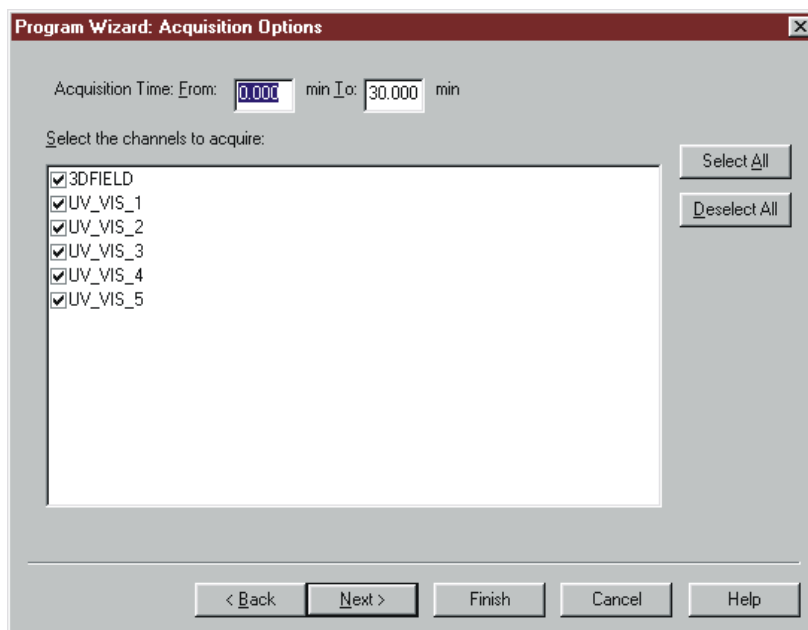 Program Wizard: Acquisition Options
Acquisition Time: From: 0.000 min To: 30.000 min
Select the channels to acquire:
Select All
Deselect All
3DFIELD
UV_VIS_1
UV_VIS_2
UV_VIS_3
UV_VIS_4
UV_VIS_5
< Back Next > Finish Cancel Help